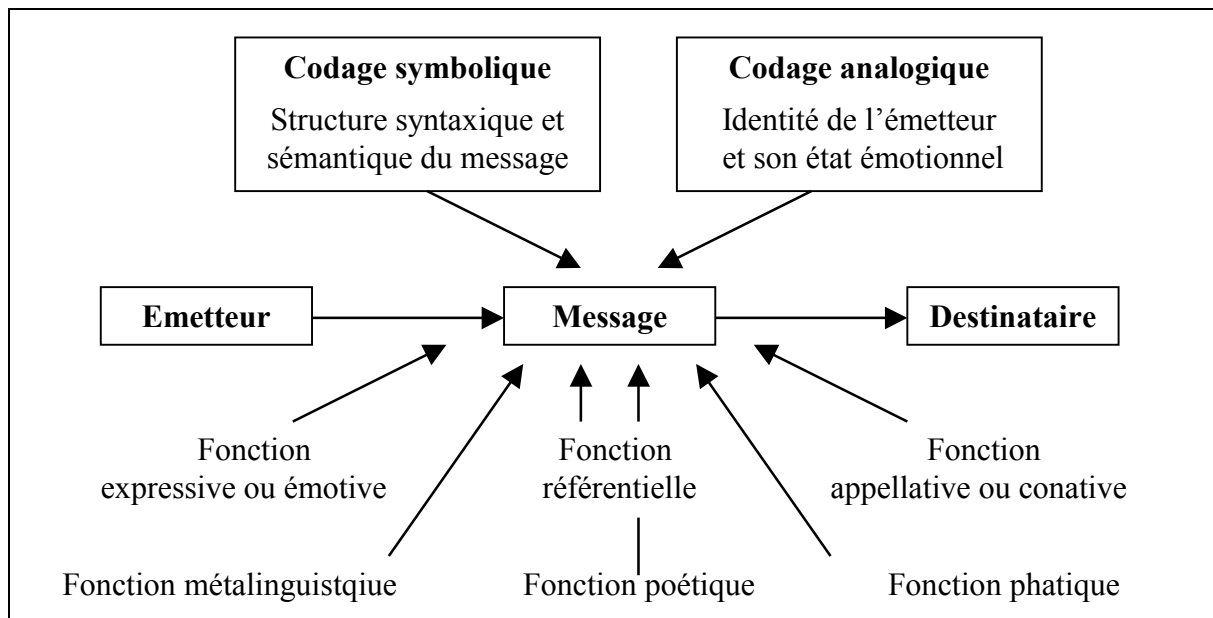 Codage symbolique
Structure syntaxique et
sémantique du message
Codage analogique
Identité de l’émetteur
et son état émotionnel
Emetteur
Message
Destinataire
Fonction
expressive ou émotive
Fonction
référentielle
Fonction
appellative ou conative
Fonction métalinguistqiue
Fonction poétique
Fonction phatique